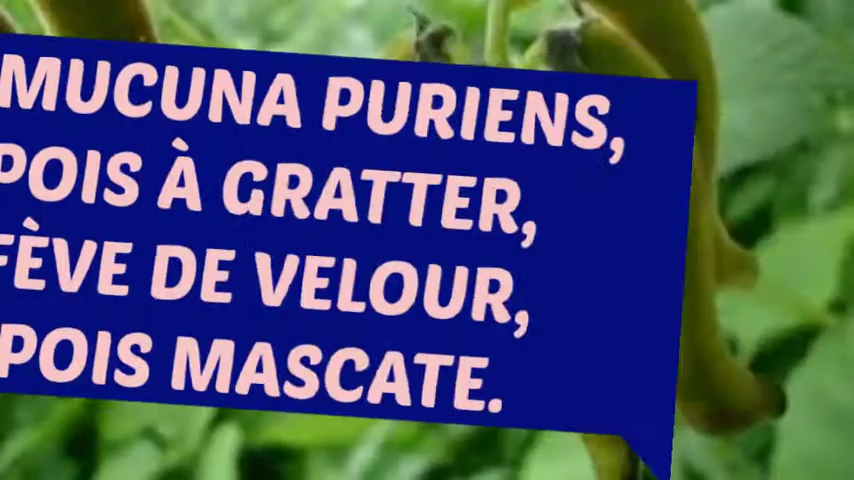 MUCUNA PURIENS,
POIS À GRATTER,
FÈVE DE VELOUR,
POIS MASCATE.